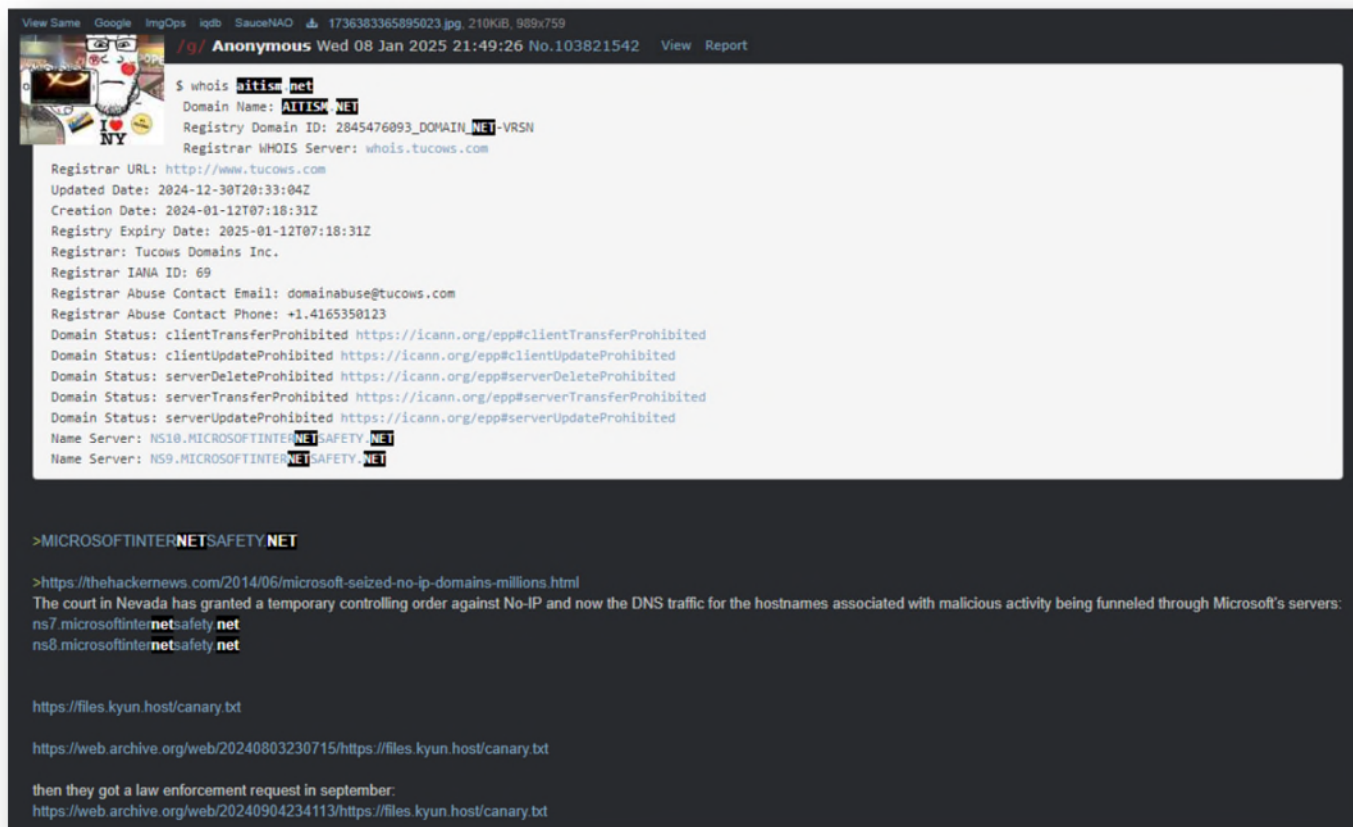 View Same Google ImgOps iqdb SauceNAO 1736383365895023.jpg, 210KiB, 989x759
/g/ Anonymous Wed 08 Jan 2025 21:49:26 No.103821542 View Report
$ whois aitism.net
Domain Name: AITISM.NET
Registry Domain ID: 2845476093_DOMAIN_NET-VRSN
Registrar WHOIS Server: whois.tucows.com
I NY
Registrar URL: http://www.tucows.com
Updated Date: 2024-12-30T20:33:04Z
Creation Date: 2024-01-12T07:18:31Z
Registry Expiry Date: 2025-01-12T07:18:31Z
Registrar: Tucows Domains Inc.
Registrar IANA ID: 69
Registrar Abuse Contact Email: domainabuse@tucows.com
Registrar Abuse Contact Phone: +1.4165350123
Domain Status: clientTransferProhibited https://icann.org/epp#clientTransferProhibited
Domain Status: clientUpdateProhibited https://icann.org/epp#clientUpdateProhibited
Domain Status: serverDeleteProhibited https://icann.org/epp#serverDeleteProhibited
Domain Status: serverTransferProhibited https://icann.org/epp#serverTransferProhibited
Domain Status: serverUpdateProhibited https://icann.org/epp#serverUpdateProhibited
Name Server: NS10.MICROSOFTINTERNETSAFETY.NET
Name Server: NS9.MICROSOFTINTERNETSAFETY.NET
>MICROSOFTINTERNETSAFETY.NET
>https://thehackernews.com/2014/06/microsoft-seized-no-ip-domains-millions.html
The court in Nevada has granted a temporary controlling order against No-IP and now the DNS traffic for the hostnames associated with malicious activity being funneled through Microsoft's servers:
ns7.microsoftinternetsafety.net
ns8.microsoftinternetsafety.net
https://files.kyun.host/canary.txt
https://web.archive.org/web/20240803230715/https://files.kyun.host/canary.txt
then they got a law enforcement request in september:
https://web.archive.org/web/20240904234113/https://files.kyun.host/canary.txt